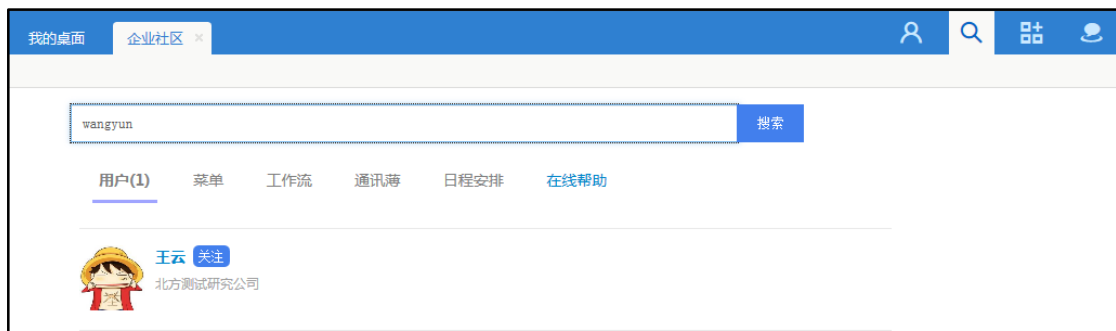 我的桌面 企业社区 ×
wangyun 搜索
用户(1) 菜单 工作流 通讯薄 日程安排 在线帮助
王云 关注
北方测试研究公司